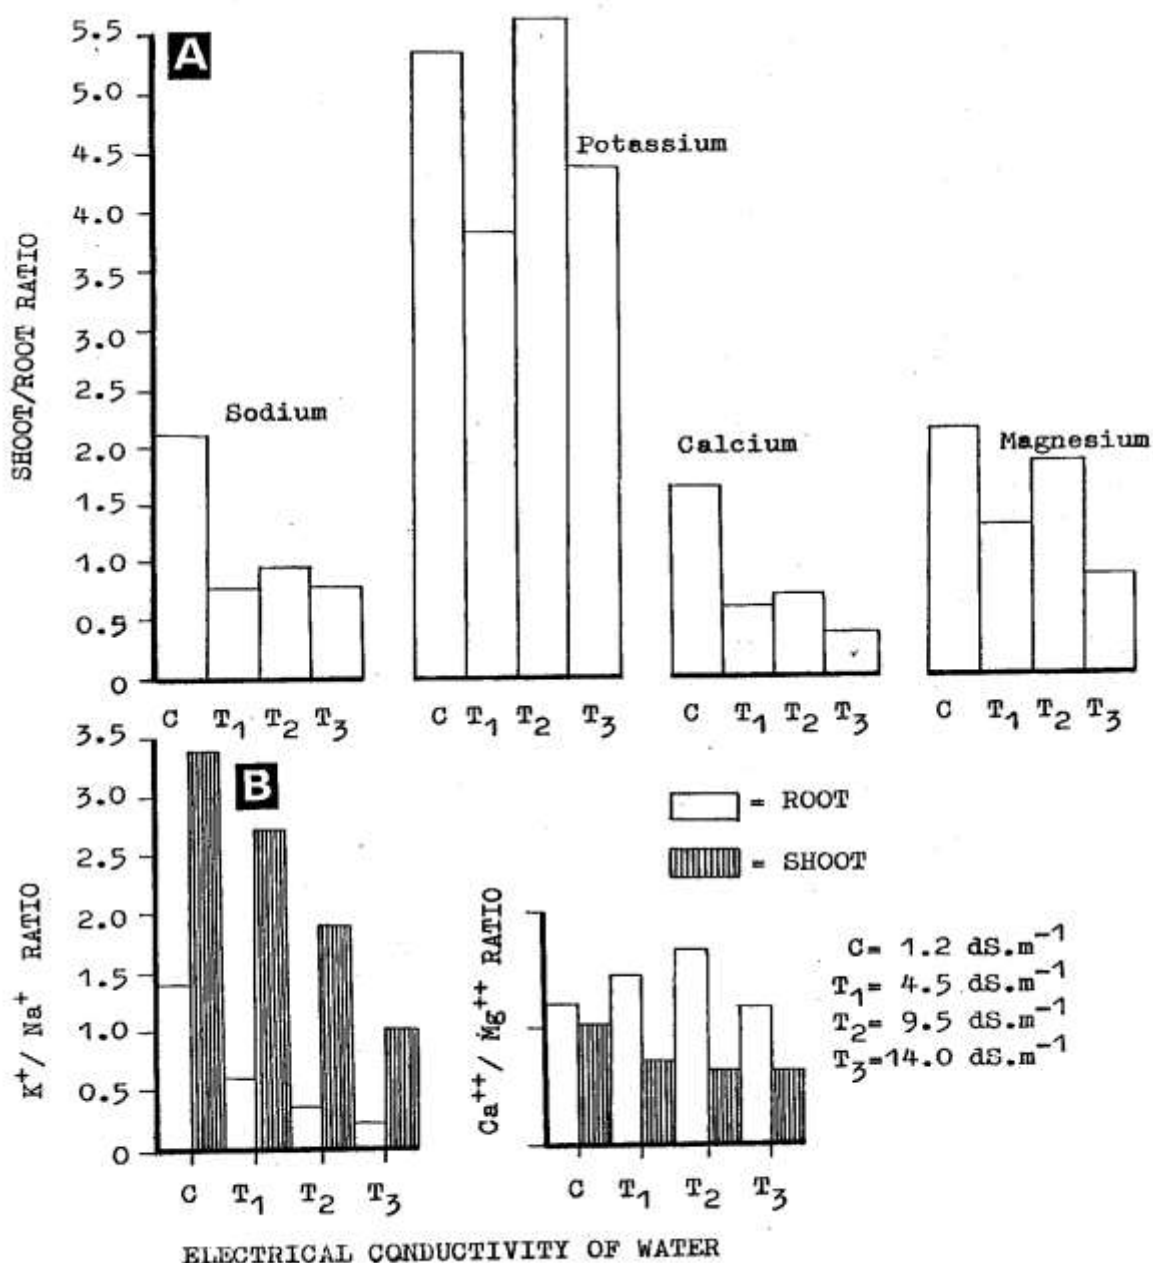 A
SHOOT/ROOT RATIO
5.5
5.0
4.5
4.0
3.5
3.0
2.5
2.0
1.5
1.0
0.5
0
Sodium
Potassium
Calcium
Magnesium
C T1 T2 T3
C T1 T2 T3
C T1 T2 T3
C T1 T2 T3
B
K+/ Na+ RATIO
3.5
3.0
2.5
2.0
1.5
1.0
0.5
0
C T1 T2 T3
= ROOT
= SHOOT
Ca++/ Mg++ RATIO
C T1 T2 T3
C= 1.2 dS.m-1
T1= 4.5 dS.m-1
T2= 9.5 dS.m-1
T3=14.0 dS.m-1
ELECTRICAL CONDUCTIVITY OF WATER